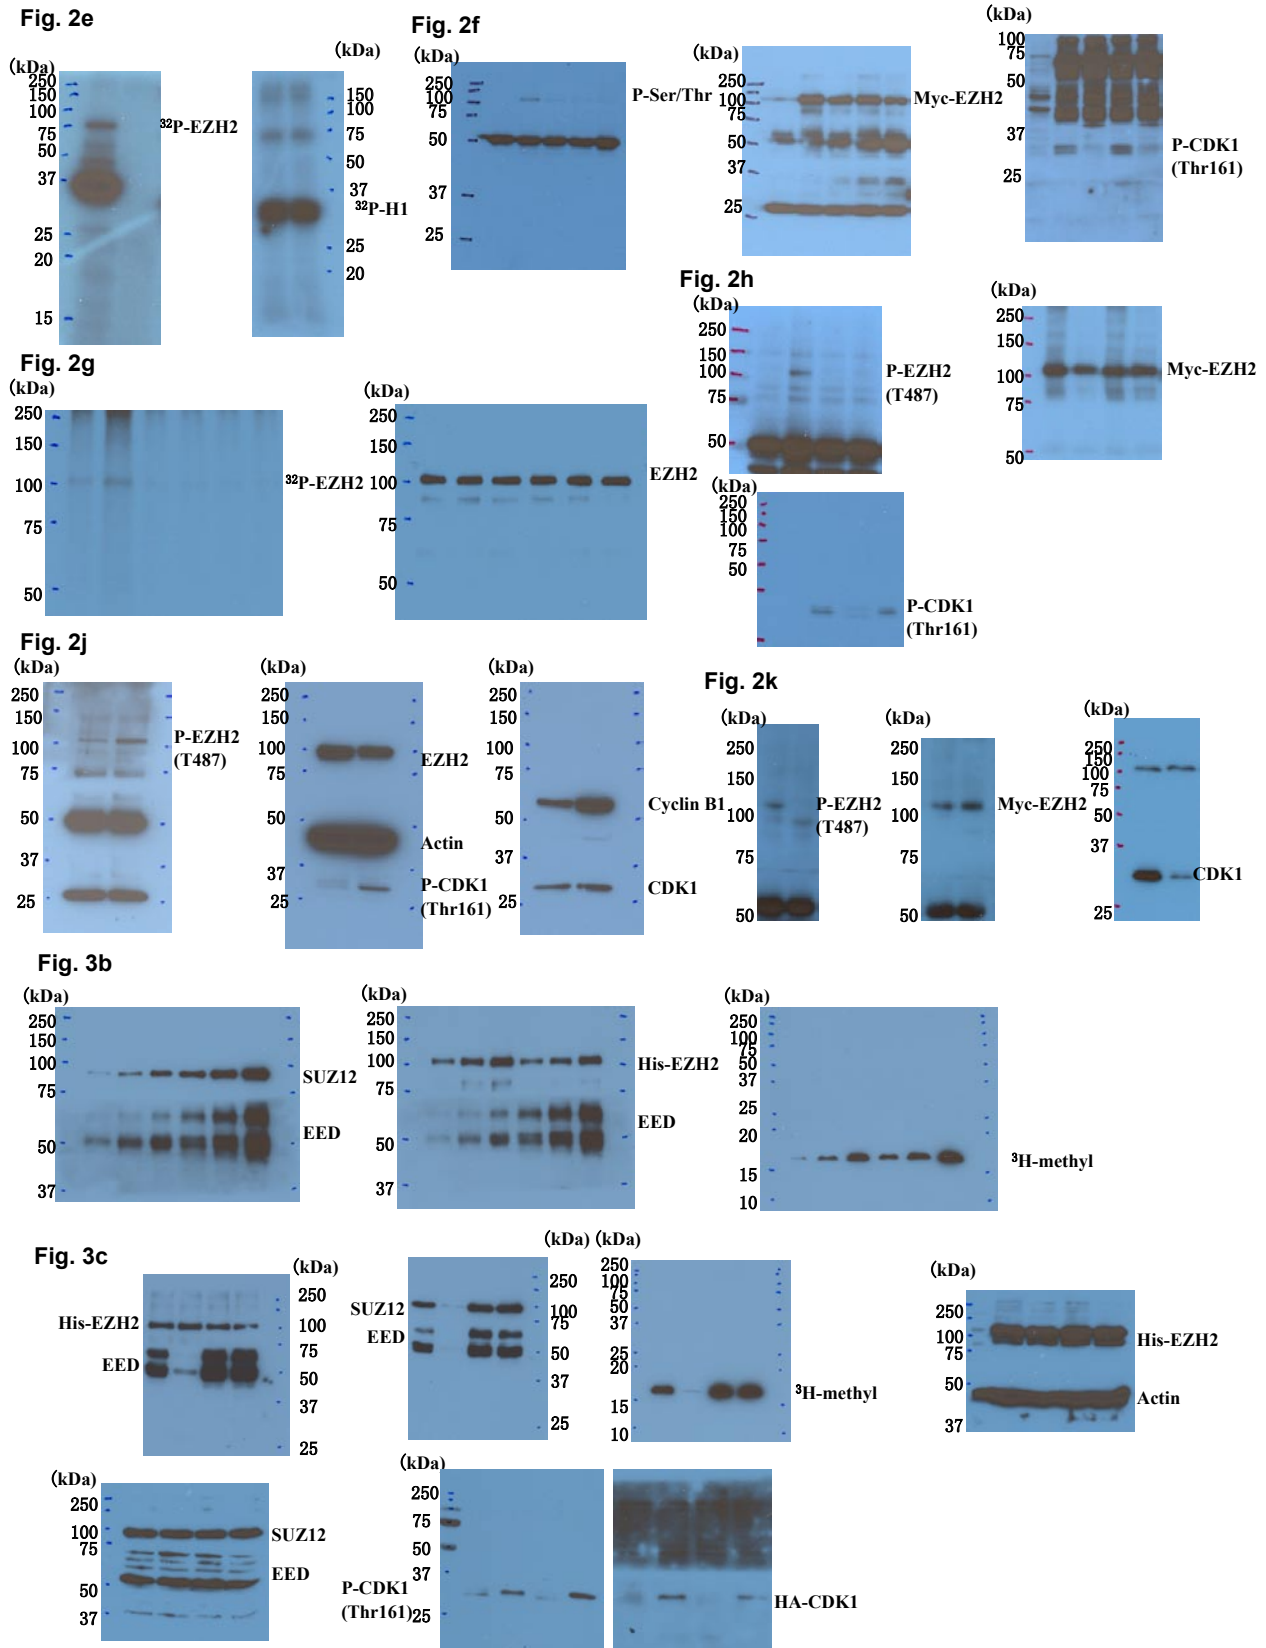 Fig. 2e
(kDa)
250
150
100
75
50
37
25
20
15
³²P-EZH2
(kDa)
150
100
75
50
37
25
20
³²P-H1
Fig. 2f
(kDa)
250
100
75
50
37
25
P-Ser/Thr
250
100
75
50
37
25
Myc-EZH2
(kDa)
100
75
50
37
25
P-CDK1
(Thr161)
Fig. 2g
(kDa)
250
150
100
75
50
³²P-EZH2
(kDa)
250
150
100
75
50
EZH2
Fig. 2h
(kDa)
250
150
100
75
50
P-EZH2
(T487)
(kDa)
250
150
100
75
50
Myc-EZH2
(kDa)
250
150
100
75
50
P-CDK1
(Thr161)
Fig. 2j
(kDa)
250
150
100
75
50
37
25
P-EZH2
(T487)
(kDa)
250
150
100
75
50
37
25
EZH2
Actin
P-CDK1
(Thr161)
(kDa)
250
150
100
75
50
37
25
Cyclin B1
CDK1
Fig. 2k
(kDa)
250
150
100
75
50
P-EZH2
(T487)
250
150
100
75
50
(kDa)
Myc-EZH2
(kDa)
250
150
100
75
50
37
25
CDK1
Fig. 3b
(kDa)
250
150
100
75
50
37
SUZ12
EED
(kDa)
250
150
100
75
50
37
His-EZH2
EED
(kDa)
250
100
75
50
37
25
20
15
10
³H-methyl
Fig. 3c
His-EZH2
EED
(kDa)
250
100
75
50
37
25
SUZ12
EED
(kDa)
250
100
75
50
37
25
(kDa)
250
100
75
50
37
25
20
15
10
³H-methyl
(kDa)
250
100
75
50
37
His-EZH2
Actin
(kDa)
250
100
75
50
37
SUZ12
EED
(kDa)
250
75
50
37
25
P-CDK1
(Thr161)
HA-CDK1